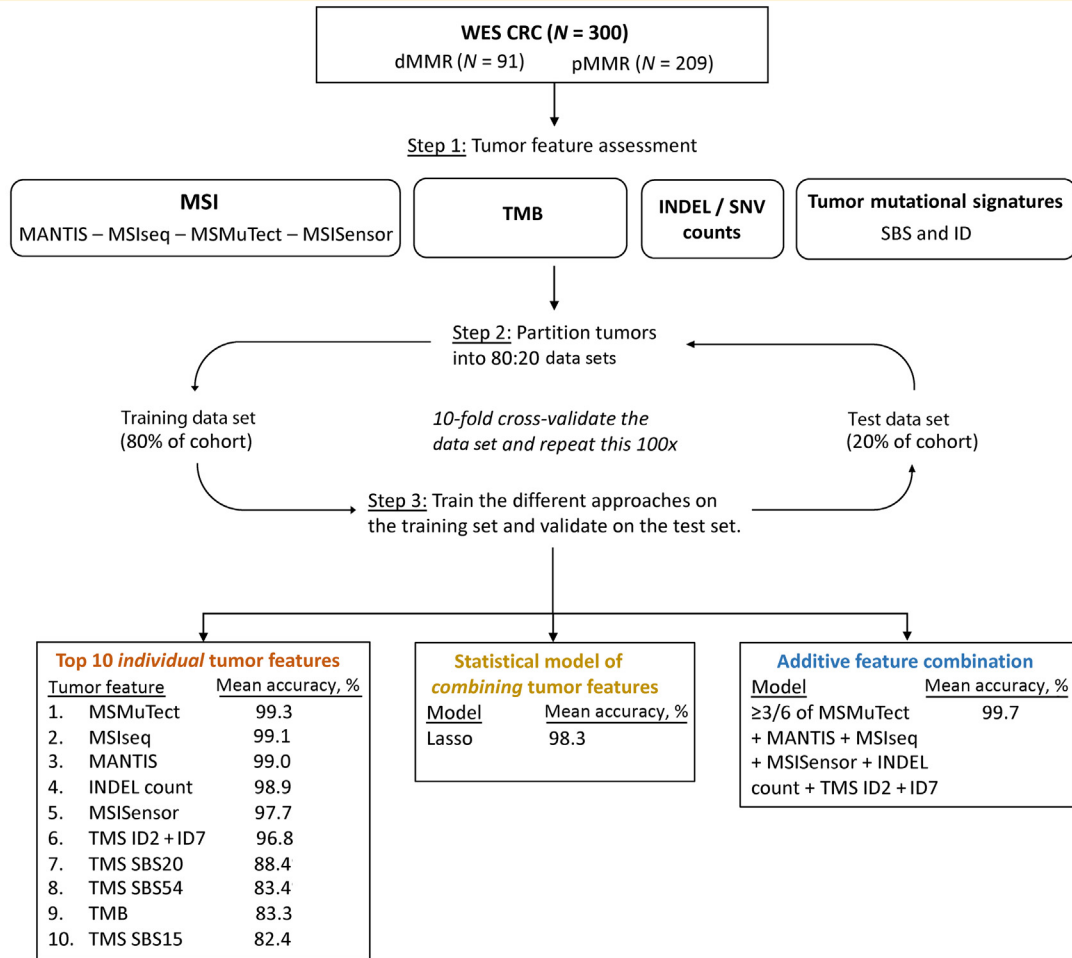 WES CRC (N = 300)
dMMR (N = 91) pMMR (N = 209)
Step 1: Tumor feature assessment
MSI
MANTIS – MSIseq – MSMuTect – MSISensor
TMB
INDEL / SNV
counts
Tumor mutational signatures
SBS and ID
Step 2: Partition tumors
into 80:20 data sets
Training data set
(80% of cohort)
10-fold cross-validate the
data set and repeat this 100x
Test data set
(20% of cohort)
Step 3: Train the different approaches on
the training set and validate on the test set.
Top 10 individual tumor features
Tumor feature Mean accuracy, %
1. MSMuTect 99.3
2. MSIseq 99.1
3. MANTIS 99.0
4. INDEL count 98.9
5. MSISensor 97.7
6. TMS ID2 + ID7 96.8
7. TMS SBS20 88.4
8. TMS SBS54 83.4
9. TMB 83.3
10. TMS SBS15 82.4
Statistical model of
combining tumor features
Model Mean accuracy, %
Lasso 98.3
Additive feature combination
Model Mean accuracy, %
≥3/6 of MSMuTect 99.7
+ MANTIS + MSIseq
+ MSISensor + INDEL
count + TMS ID2 + ID7